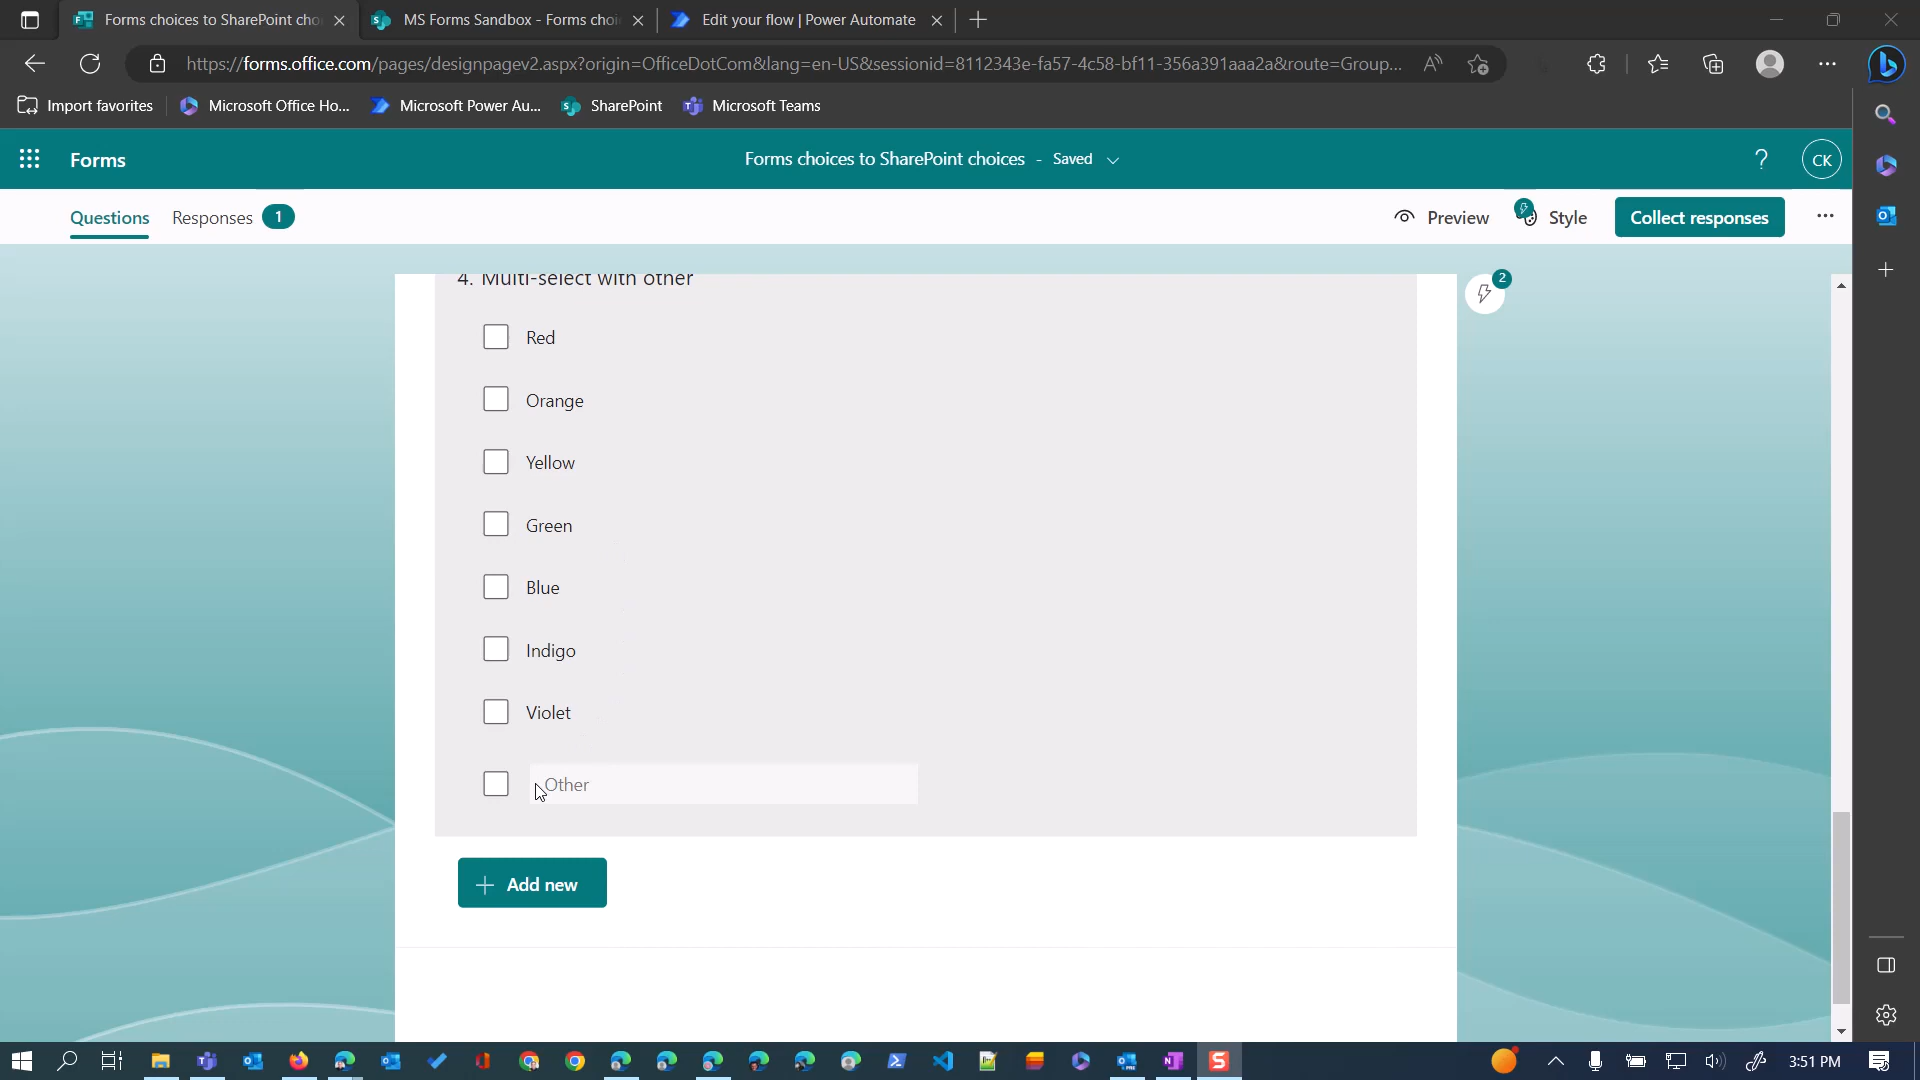 Forms choices to SharePoint cho
MS Forms Sandbox - Forms choi
Edit your flow | Power Automate
https://forms.office.com/pages/designpagev2.aspx?origin=OfficeDotCom&lang=en-US&sessionid=8112343e-fa57-4c58-bf11-356a391aaa2a&route=Group...
Import favorites
Microsoft Office Ho...
Microsoft Power Au...
SharePoint
Microsoft Teams
Forms
Forms choices to SharePoint choices - Saved
?
CK
Questions
Responses 1
Preview
Style
Collect responses
4. Multi-select with other
2
Red
Orange
Yellow
Green
Blue
Indigo
Violet
Other
+ Add new
3:51 PM